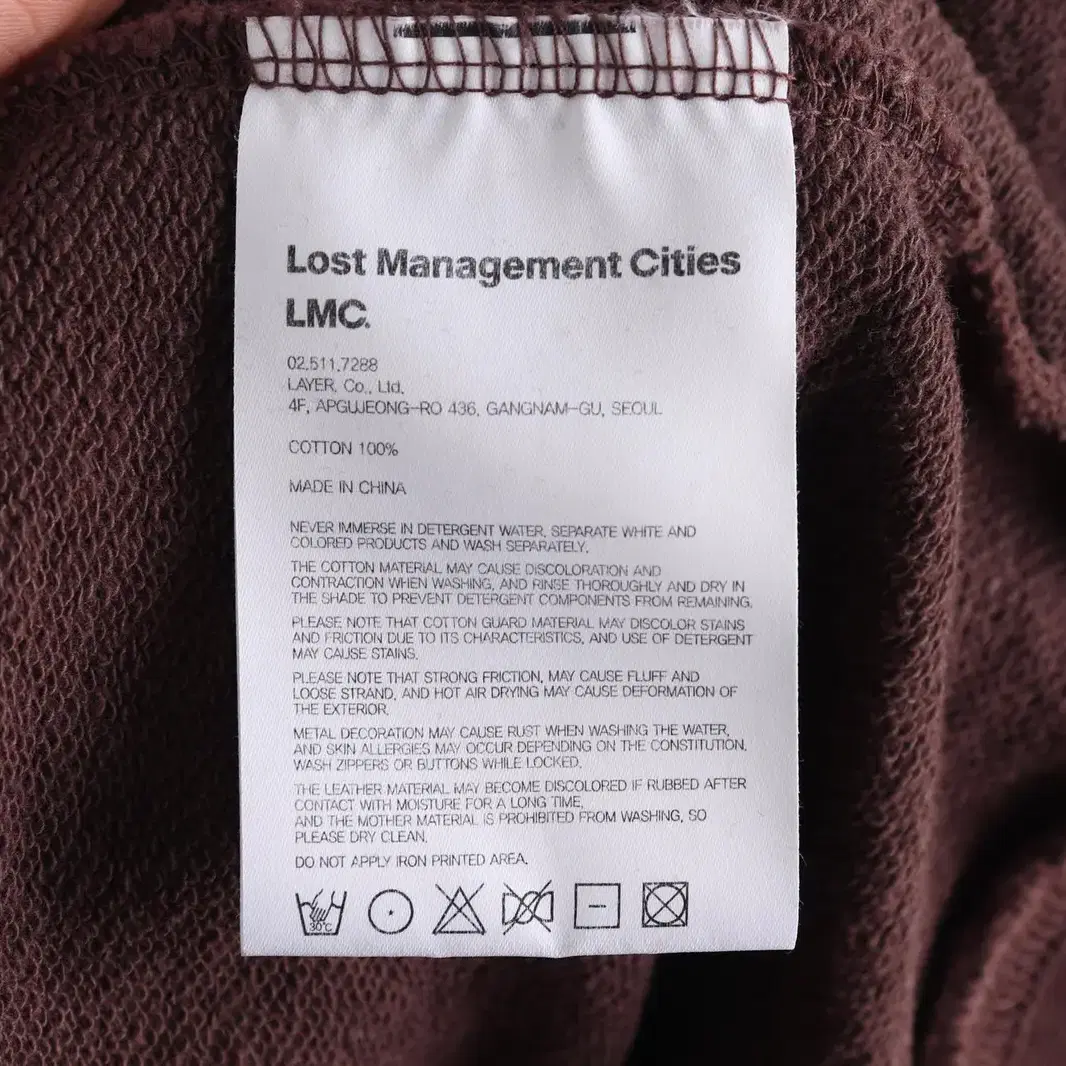 Lost Management Cities
LMC.
02.511.7288
LAYER. Co., Ltd.
4F, APGUJEONG-RO 436, GANGNAM-GU, SEOUL
COTTON 100%
MADE IN CHINA
NEVER IMMERSE IN DETERGENT WATER, SEPARATE WHITE AND
COLORED PRODUCTS AND WASH SEPARATELY.
THE COTTON MATERIAL MAY CAUSE DISCOLORATION AND
CONTRACTION WHEN WASHING, AND RINSE THOROUGHLY AND DRY IN
THE SHADE TO PREVENT DETERGENT COMPONENTS FROM REMAINING.
PLEASE NOTE THAT COTTON GUARD MATERIAL MAY DISCOLOR STAINS
AND FRICTION DUE TO ITS CHARACTERISTICS, AND USE OF DETERGENT
MAY CAUSE STAINS.
PLEASE NOTE THAT STRONG FRICTION, MAY CAUSE FLUFF AND
LOOSE STRAND, AND HOT AIR DRYING MAY CAUSE DEFORMATION OF
THE EXTERIOR.
METAL DECORATION MAY CAUSE RUST WHEN WASHING THE WATER,
AND SKIN ALLERGIES MAY OCCUR DEPENDING ON THE CONSTITUTION.
WASH ZIPPERS OR BUTTONS WHILE LOCKED.
THE LEATHER MATERIAL MAY BECOME DISCOLORED IF RUBBED AFTER
CONTACT WITH MOISTURE FOR A LONG TIME,
AND THE MOTHER MATERIAL IS PROHIBITED FROM WASHING, SO
PLEASE DRY CLEAN.
DO NOT APPLY IRON PRINTED AREA.
30°C